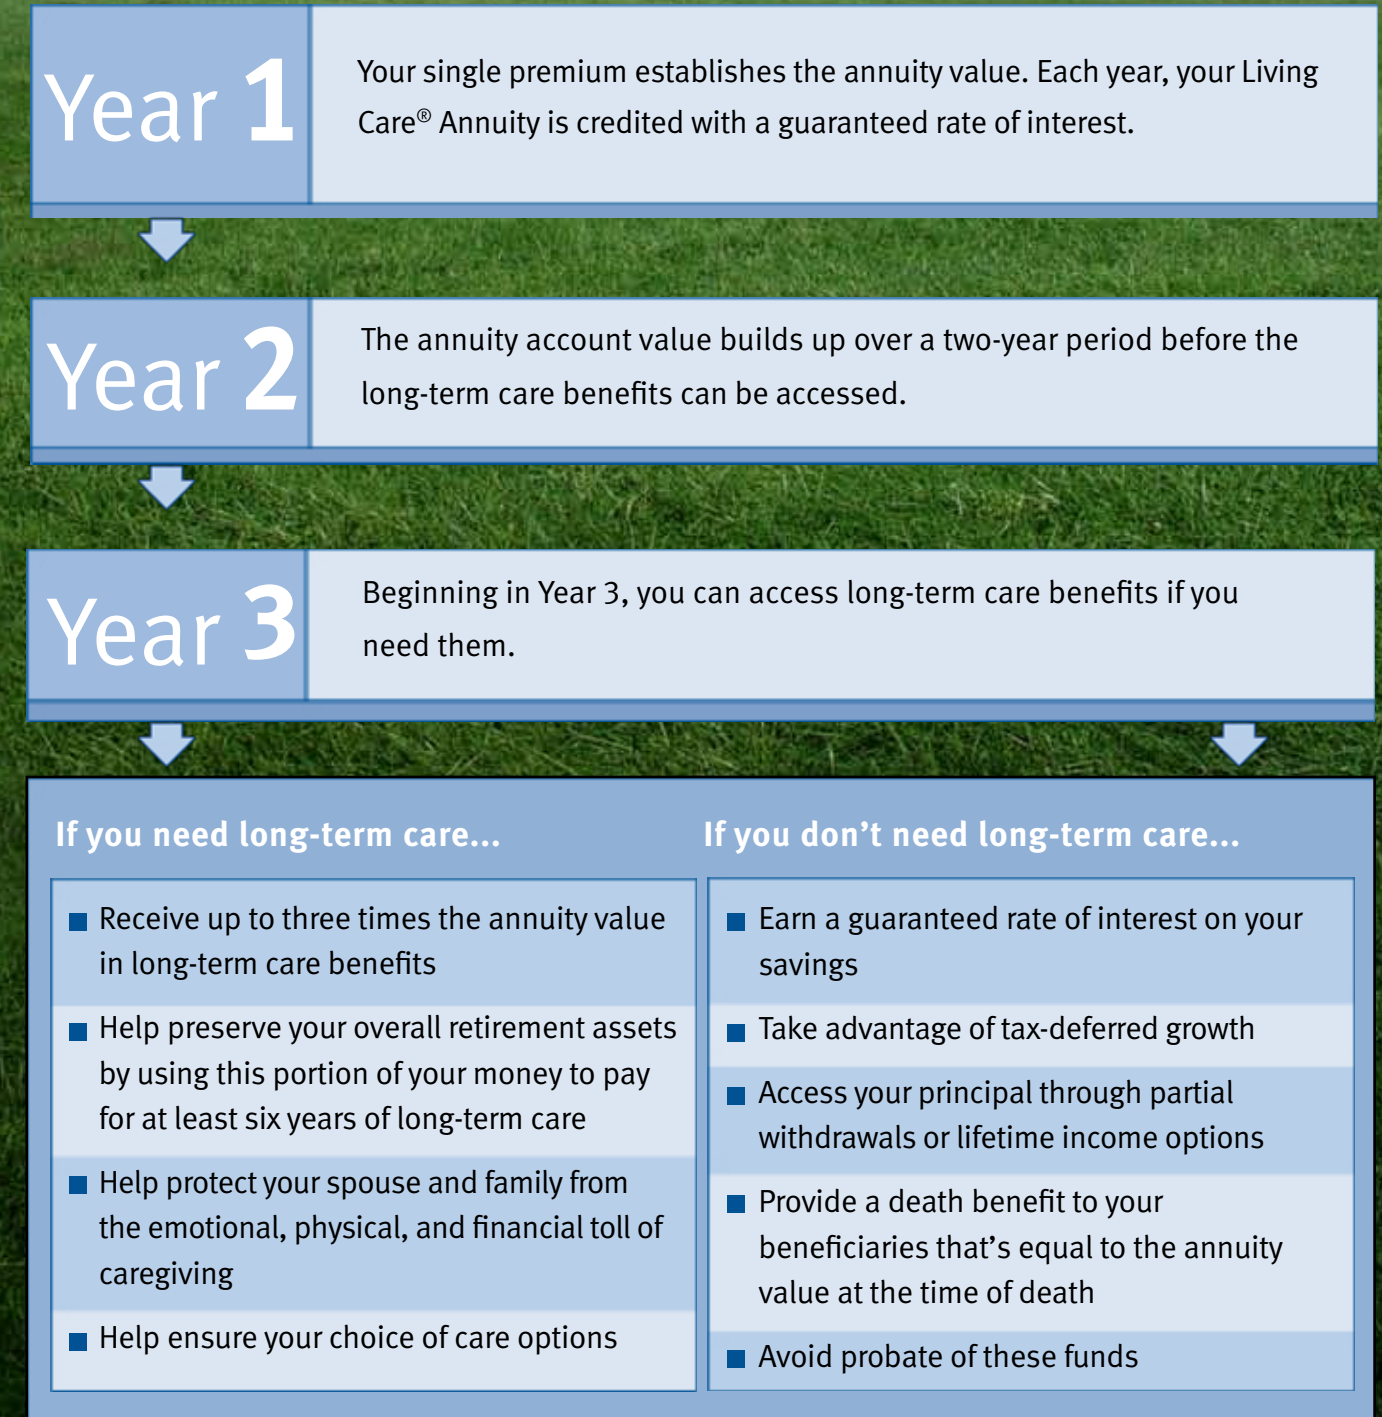 Year 1
Your single premium establishes the annuity value. Each year, your Living
Care® Annuity is credited with a guaranteed rate of interest.
Year 2
The annuity account value builds up over a two-year period before the
long-term care benefits can be accessed.
Year 3
Beginning in Year 3, you can access long-term care benefits if you
need them.
If you need long-term care...
■ Receive up to three times the annuity value
in long-term care benefits
■ Help preserve your overall retirement assets
by using this portion of your money to pay
for at least six years of long-term care
■ Help protect your spouse and family from
the emotional, physical, and financial toll of
caregiving
■ Help ensure your choice of care options
If you don’t need long-term care...
■ Earn a guaranteed rate of interest on your
savings
■ Take advantage of tax-deferred growth
■ Access your principal through partial
withdrawals or lifetime income options
■ Provide a death benefit to your
beneficiaries that’s equal to the annuity
value at the time of death
■ Avoid probate of these funds